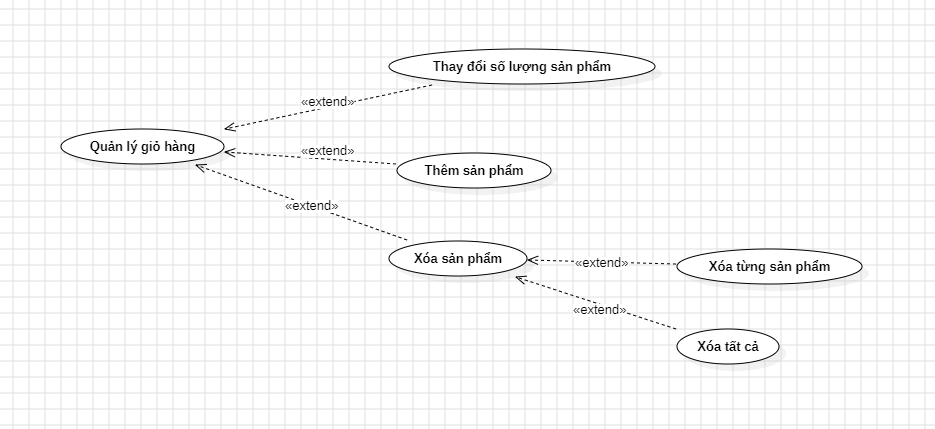 Thay đổi số lượng sản phẩm
«extend»
Quản lý giỏ hàng
«extend»
Thêm sản phẩm
«extend»
Xóa sản phẩm
«extend»
Xóa từng sản phẩm
«extend»
Xóa tất cả